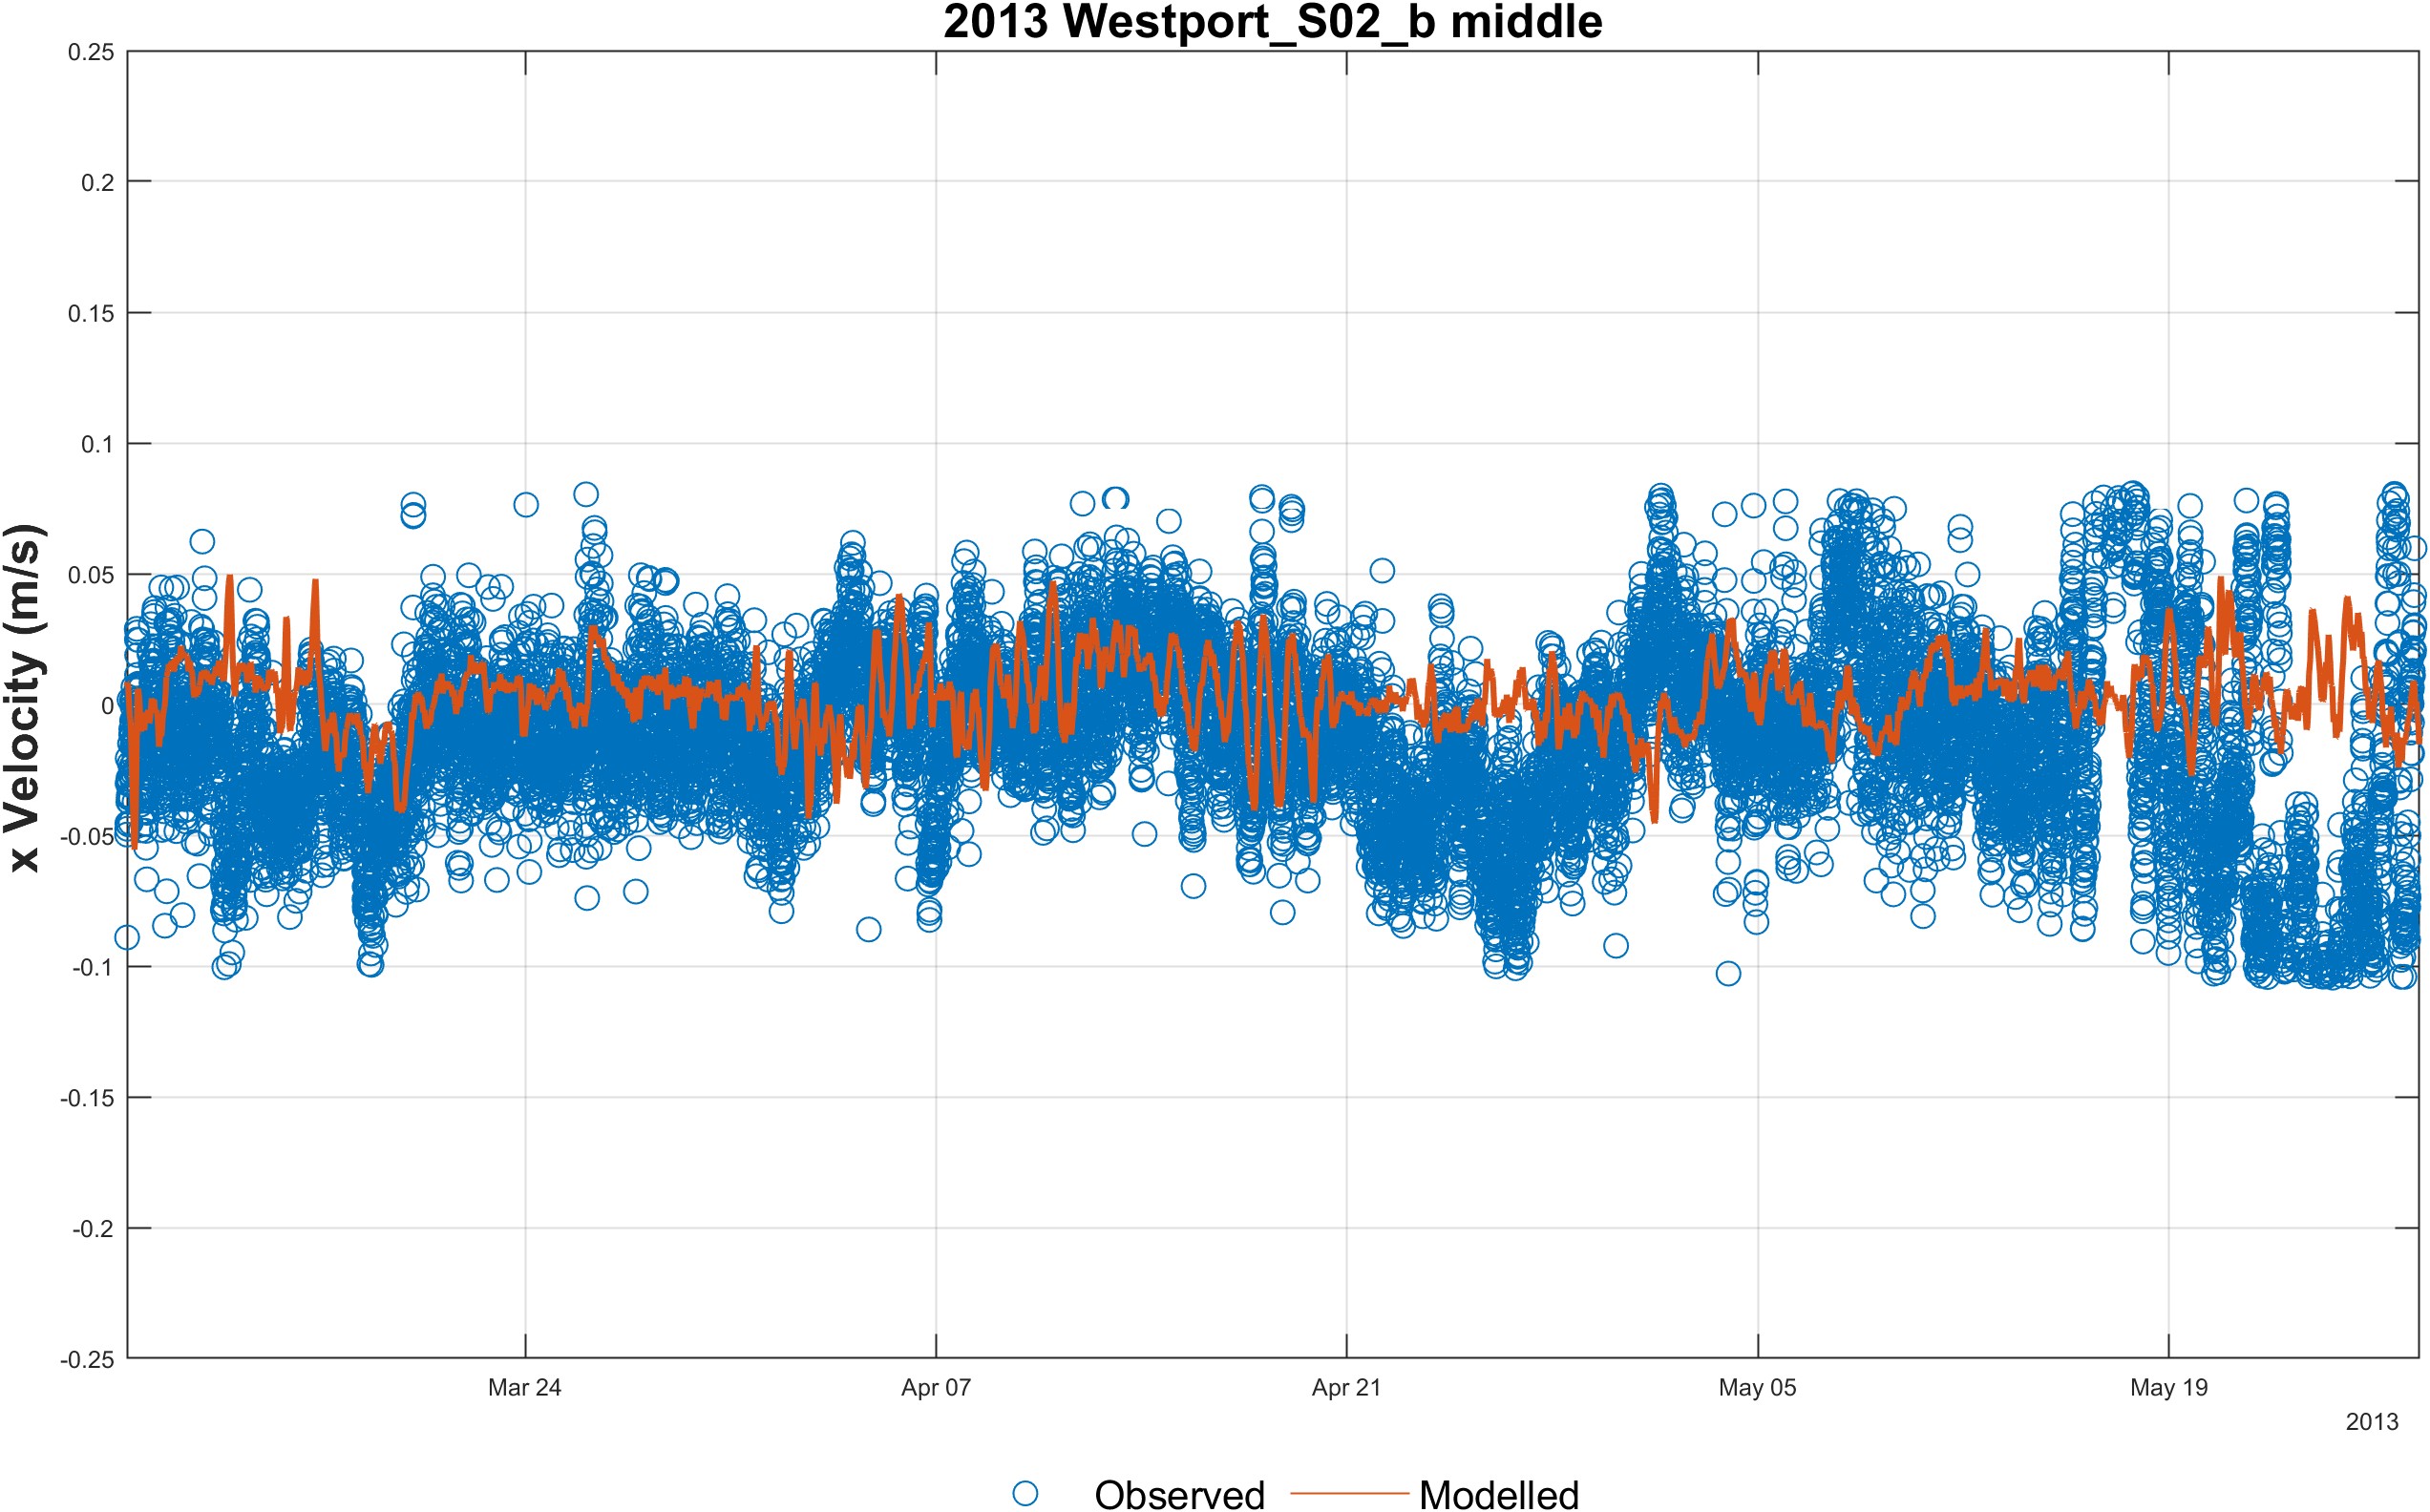 2013 Westport_S02_b middle
x Velocity (m/s)
0.25
0.2
0.15
0.1
0.05
0
-0.05
-0.1
-0.15
-0.2
-0.25
Mar 24
Apr 07
Apr 21
May 05
May 19
2013
Observed
Modelled